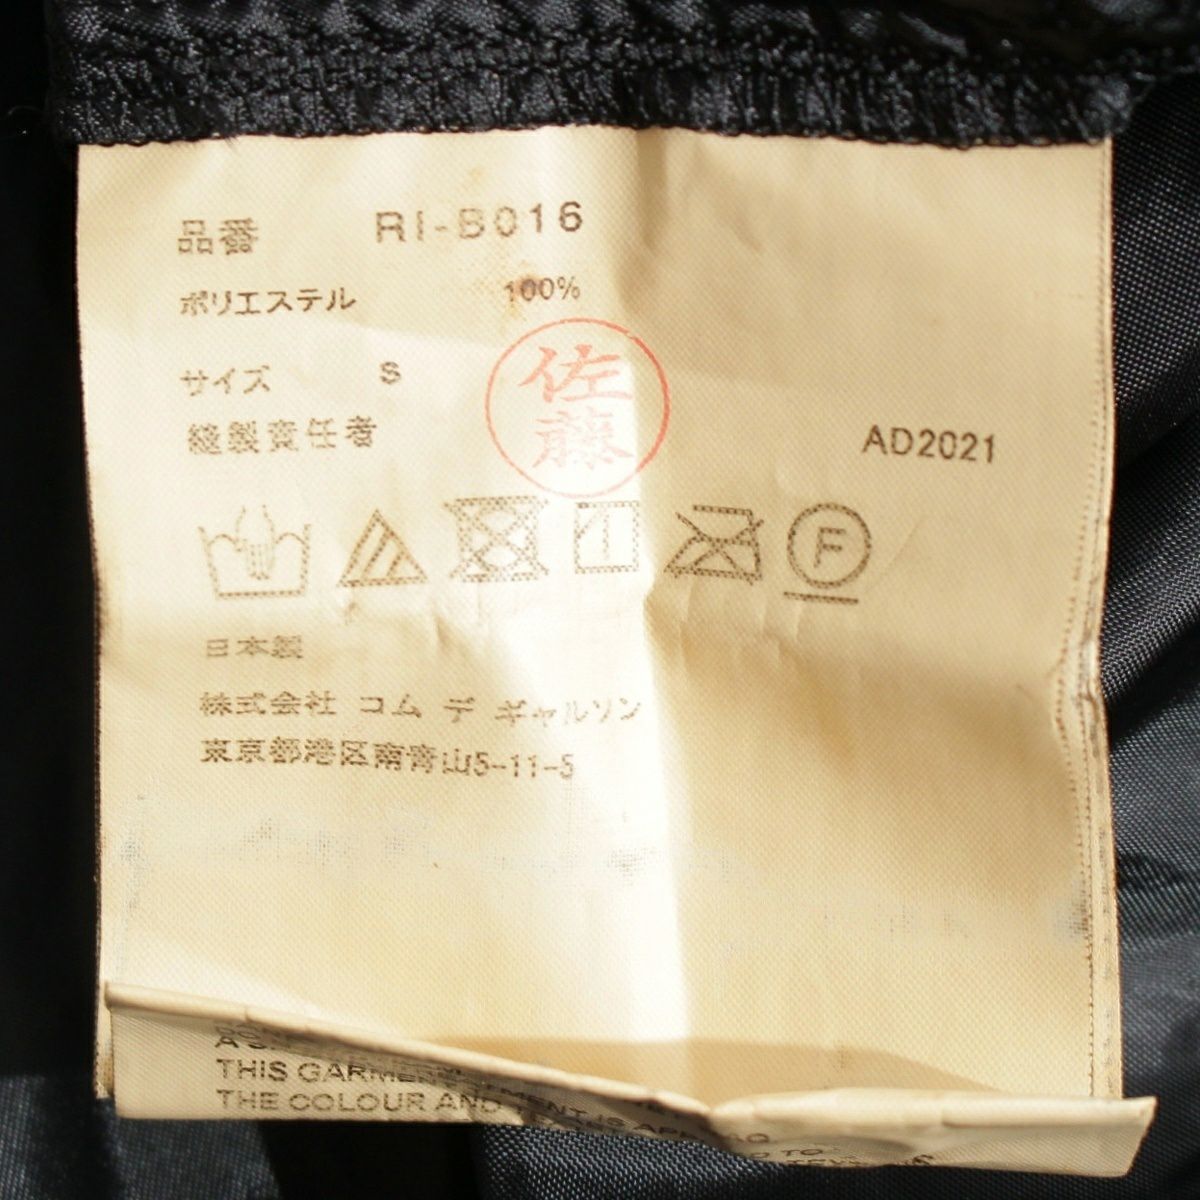 品番 RI-B016
ポリエステル 100%
サイズ S
縫製責任者 佐藤
AD2021
F
日本製
株式会社 コム デ ギャルソン
東京都港区南青山5-11-5
THIS
THE COLOUR AND